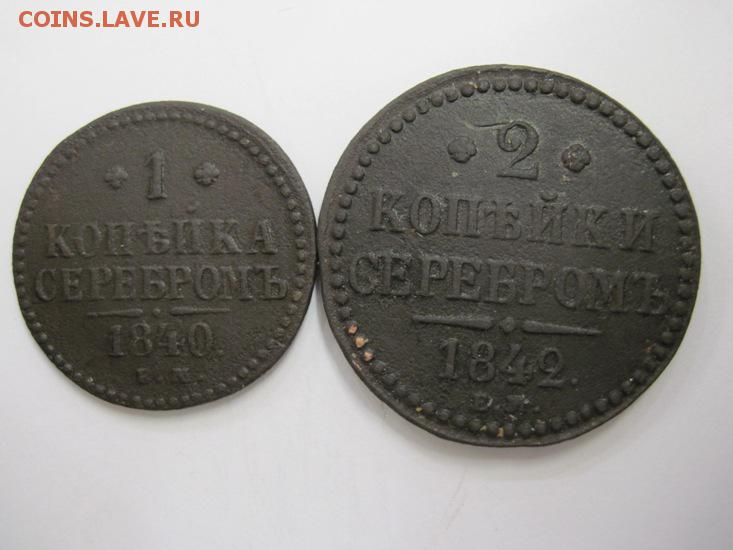 COINS.LAVE.RU
1
КОПѢЙКА
СЕРЕБРОМЪ
1840.
2
КОПѢЙКИ
СЕРЕБРОМЪ
1842.